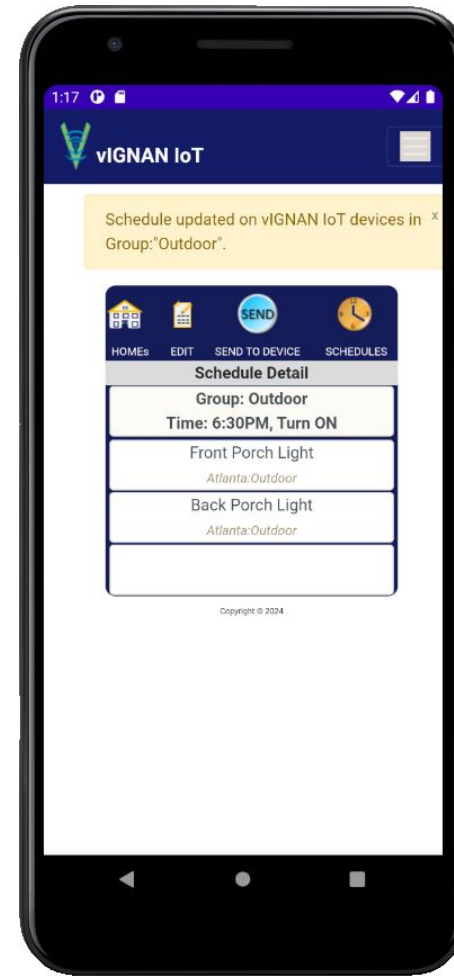 1:17
vIGNAN IoT
Schedule updated on vIGNAN IoT devices in x
Group:"Outdoor".
SEND
HOMEs EDIT SEND TO DEVICE SCHEDULES
Schedule Detail
Group: Outdoor
Time: 6:30PM, Turn ON
Front Porch Light
Atlanta:Outdoor
Back Porch Light
Atlanta:Outdoor
Copyright © 2024